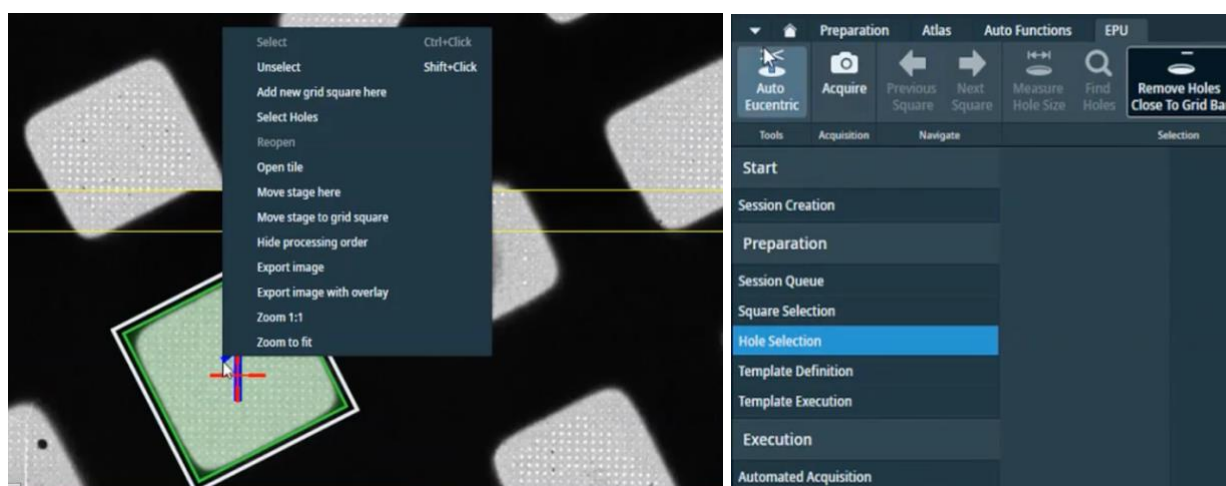 Select Ctrl+Click
Unselect Shift+Click
Add new grid square here
Select Holes
Reopen
Open tile
Move stage here
Move stage to grid square
Hide processing order
Export image
Export image with overlay
Zoom 1:1
Zoom to fit
Preparation Atlas Auto Functions EPU
Auto Eucentric
Acquire
Previous Square
Next Square
Measure Hole Size
Find Holes
Remove Holes
Close To Grid Ba
Tools Acquisition Navigate Selection
Start
Session Creation
Preparation
Session Queue
Square Selection
Hole Selection
Template Definition
Template Execution
Execution
Automated Acquisition